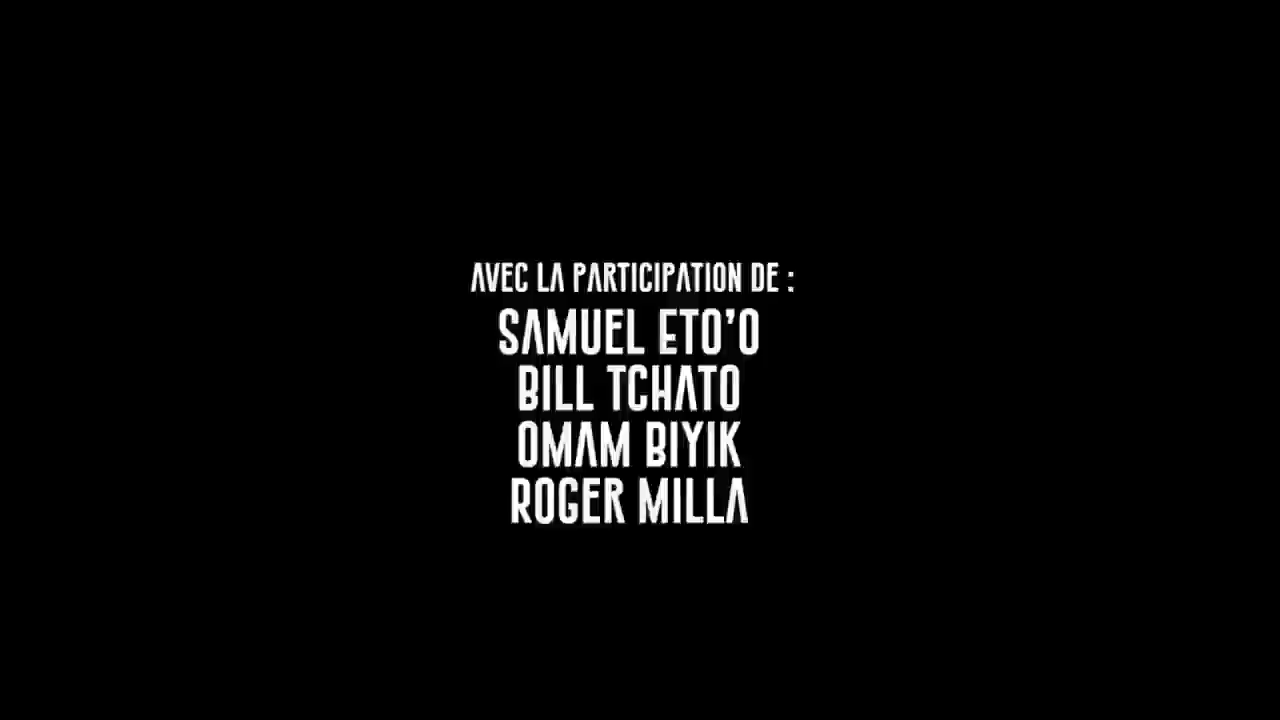 AVEC LA PARTICIPATION DE :
SAMUEL ETO'O
BILL TCHATO
OMAM BIYIK
ROGER MILLA